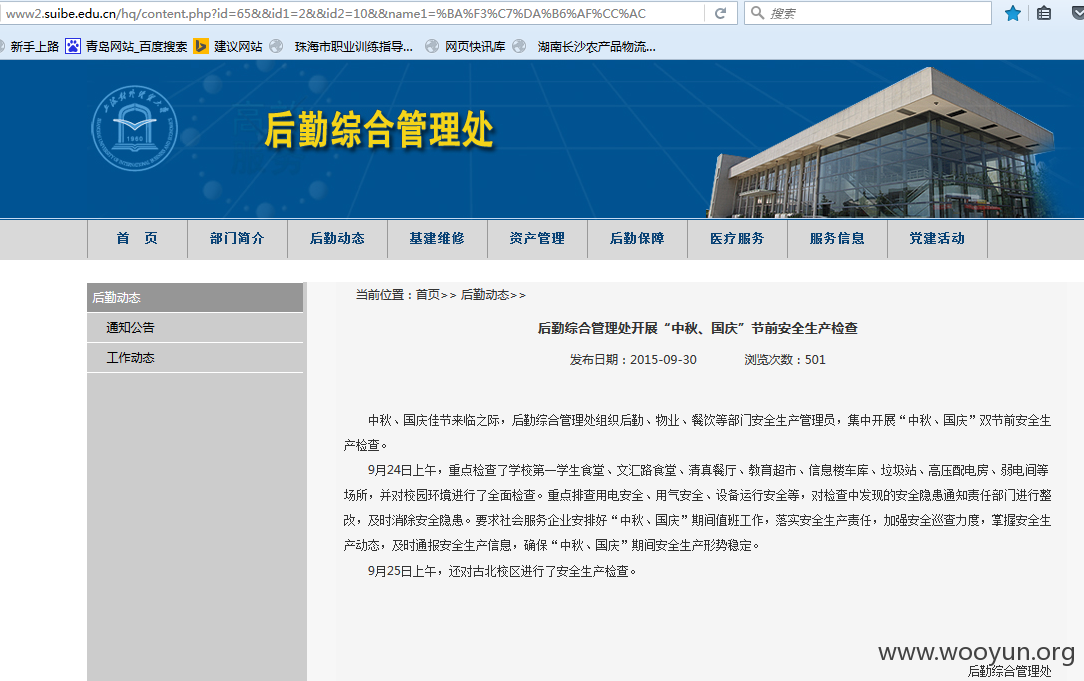 www2.suibe.edu.cn/hq/content.php?id=65&&id1=2&&id2=10&&name1=%BA%F3%C7%DA%B6%AF%CC%AC
搜索
新手上路 青岛网站_百度搜索 建议网站 珠海市职业训练指导... 网页快讯库 湖南长沙农产品物流...
后勤综合管理处
首 页 部门简介 后勤动态 基建维修 资产管理 后勤保障 医疗服务 服务信息 党建活动
后勤动态
通知公告
工作动态
当前位置：首页>> 后勤动态>>
后勤综合管理处开展“中秋、国庆”节前安全生产检查
发布日期：2015-09-30 浏览次数：501
中秋、国庆佳节来临之际，后勤综合管理处组织后勤、物业、餐饮等部门安全生产管理员，集中开展“中秋、国庆”双节前安全生
产检查。
9月24日上午，重点检查了学校第一学生食堂、文汇路食堂、清真餐厅、教育超市、信息楼车库、垃圾站、高压配电房、弱电间等
场所，并对校园环境进行了全面检查。重点排查用电安全、用气安全、设备运行安全等，对检查中发现的安全隐患通知责任部门进行整
改，及时消除安全隐患。要求社会服务企业安排好“中秋、国庆”期间值班工作，落实安全生产责任，加强安全巡查力度，掌握安全生
产动态，及时通报安全生产信息，确保“中秋、国庆”期间安全生产形势稳定。
9月25日上午，还对古北校区进行了安全生产检查。
www.wooyun.org
后勤综合管理处